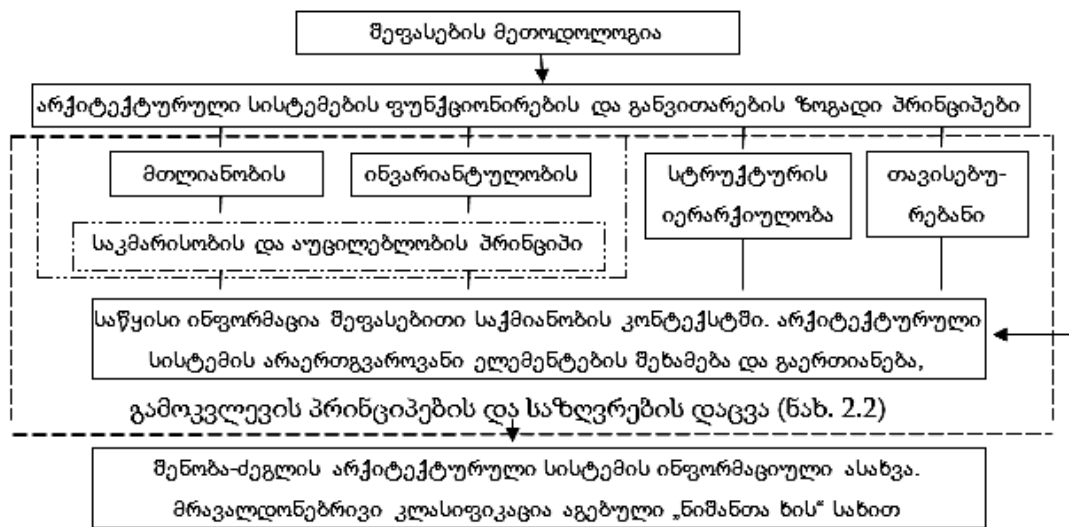 შეფასების მეთოდოლოგია
არქიტექტურული სისტემების ფუნქციონირების და განვითარების ზოგადი პრინციპები
მთლიანობის
ინვარიანტულობის
სტრუქტურის
იერარქიულობა
თავისებუ-
რებანი
საკმარისობის და აუცილებლობის პრინციპი
საწყისი ინფორმაცია შეფასებითი საქმიანობის კონტექსტში. არქიტექტურული
სისტემის არაერთგვაროვანი ელემენტების შეხამება და გაერთიანება,
გამოკვლევის პრინციპების და საზღვრების დაცვა (ნახ. 2.2)
შენობა-ძეგლის არქიტექტურული სისტემის ინფორმაციული ასახვა.
მრავალდონებრივი კლასიფიკაცია აგებული „ნიშანთა ხის“ სახით